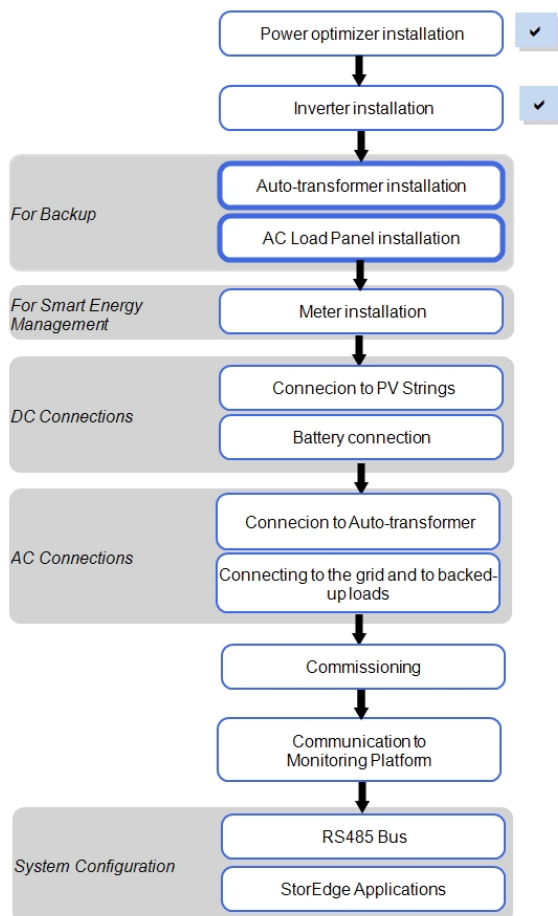 Power optimizer installation
Inverter installation
For Backup
Auto-transformer installation
AC Load Panel installation
For Smart Energy
Management
Meter installation
DC Connections
Connecion to PV Strings
Battery connection
AC Connections
Connecion to Auto-transformer
Connecting to the grid and to backed-
up loads
Commissioning
Communication to
Monitoring Platform
System Configuration
RS485 Bus
StorEdge Applications